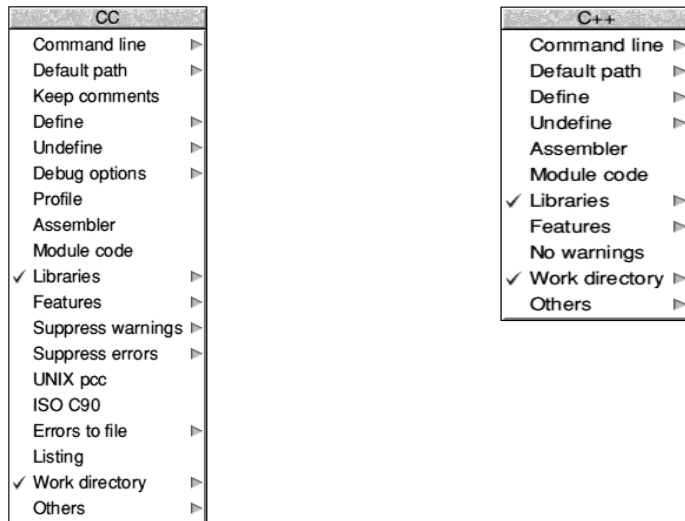 CC
Command line
Default path
Keep comments
Define
Undefine
Debug options
Profile
Assembler
Module code
Libraries
Features
Suppress warnings
Suppress errors
UNIX pcc
ISO C90
Errors to file
Listing
Work directory
Others
C++
Command line
Default path
Define
Undefine
Assembler
Module code
Libraries
Features
No warnings
Work directory
Others